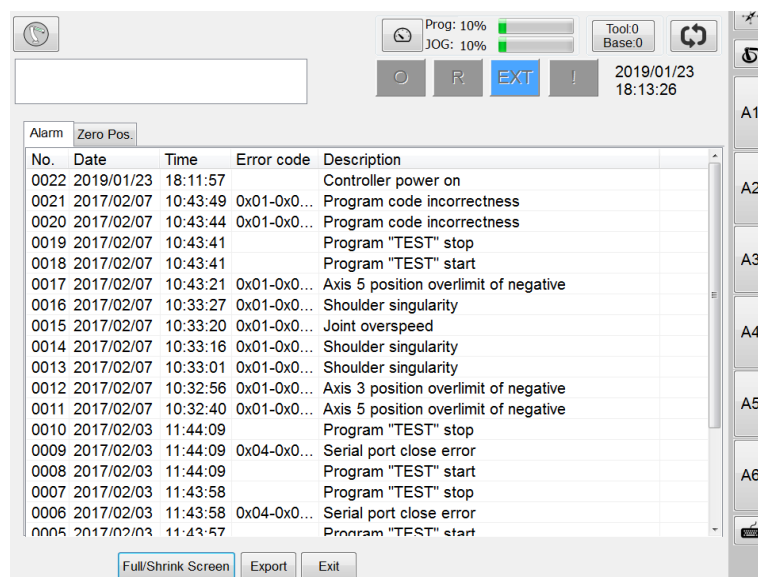 Prog: 10%
JOG: 10%
Tool:0
Base:0
O R EXT !
2019/01/23
18:13:26
Alarm Zero Pos.
No. Date Time Error code Description
0022 2019/01/23 18:11:57 Controller power on
0021 2017/02/07 10:43:49 0x01-0x0... Program code incorrectness
0020 2017/02/07 10:43:44 0x01-0x0... Program code incorrectness
0019 2017/02/07 10:43:41 Program "TEST" stop
0018 2017/02/07 10:43:41 Program "TEST" start
0017 2017/02/07 10:43:21 0x01-0x0... Axis 5 position overlimit of negative
0016 2017/02/07 10:33:27 0x01-0x0... Shoulder singularity
0015 2017/02/07 10:33:20 0x01-0x0... Joint overspeed
0014 2017/02/07 10:33:16 0x01-0x0... Shoulder singularity
0013 2017/02/07 10:33:01 0x01-0x0... Shoulder singularity
0012 2017/02/07 10:32:56 0x01-0x0... Axis 3 position overlimit of negative
0011 2017/02/07 10:32:40 0x01-0x0... Axis 5 position overlimit of negative
0010 2017/02/03 11:44:09 Program "TEST" stop
0009 2017/02/03 11:44:09 0x04-0x0... Serial port close error
0008 2017/02/03 11:44:09 Program "TEST" start
0007 2017/02/03 11:43:58 Program "TEST" stop
0006 2017/02/03 11:43:58 0x04-0x0... Serial port close error
0005 2017/02/03 11:43:57 Program "TEST" start
Full/Shrink Screen Export Exit
A1
A2
A3
A4
A5
A6